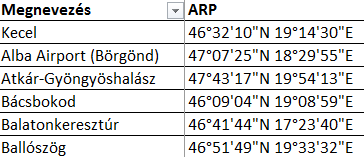 Megnevezés ARP
Kecel 46°32'10"N 19°14'30"E
Alba Airport (Börgönd) 47°07'25"N 18°29'55"E
Atkár-Gyöngyöshalász 47°43'17"N 19°54'13"E
Bácsbokod 46°09'04"N 19°08'59"E
Balatonkeresztúr 46°41'44"N 17°23'40"E
Ballószög 46°51'49"N 19°33'32"E